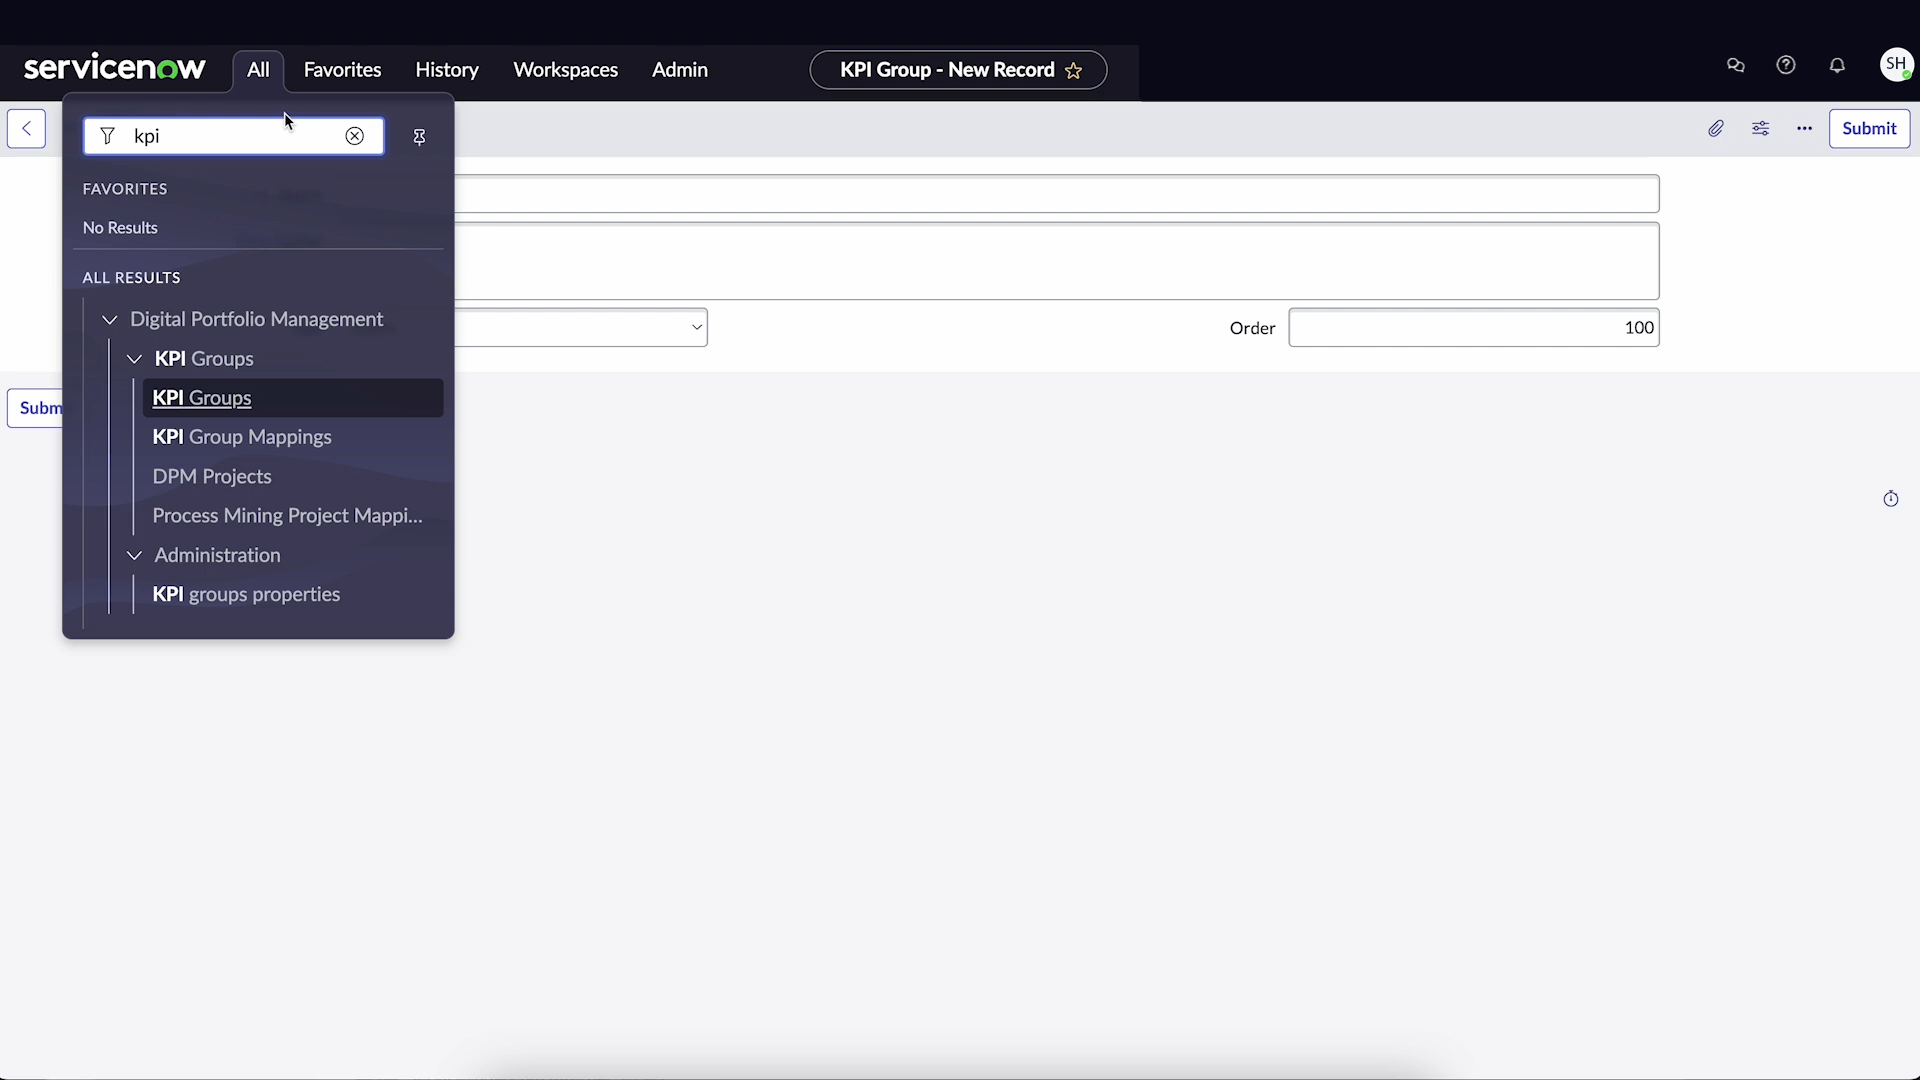 servicenow All Favorites History Workspaces Admin KPI Group - New Record SH
kpi Submit
FAVORITES
No Results
ALL RESULTS
Digital Portfolio Management
Order 100
KPI Groups
KPI Groups
Subm
KPI Group Mappings
DPM Projects
Process Mining Project Mappi...
Administration
KPI groups properties